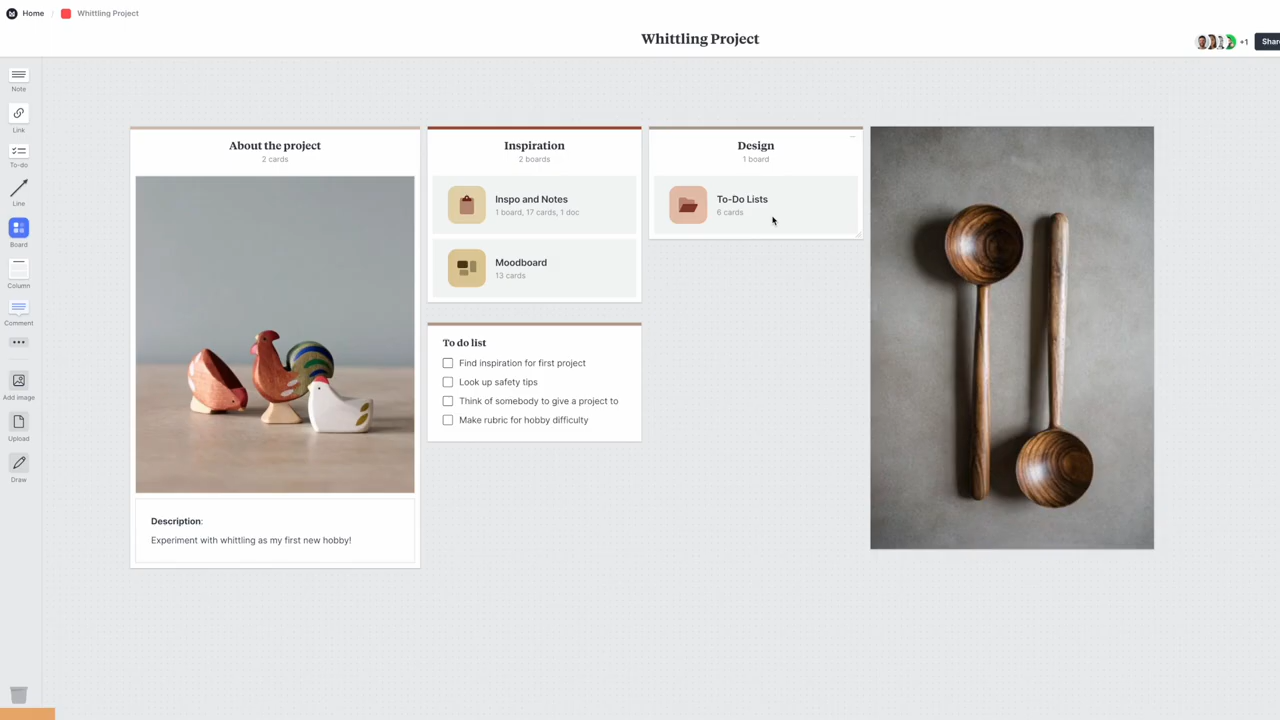 Home / Whittling Project
Whittling Project
+1
Share
Note
Link
To-do
Line
Board
Column
Comment
Add image
Upload
Draw
About the project
2 cards
Description:
Experiment with whittling as my first new hobby!
Inspiration
2 boards
Inspo and Notes
1 board, 17 cards, 1 doc
Moodboard
13 cards
To do list
Find inspiration for first project
Look up safety tips
Think of somebody to give a project to
Make rubric for hobby difficulty
Design
1 board
To-Do Lists
6 cards